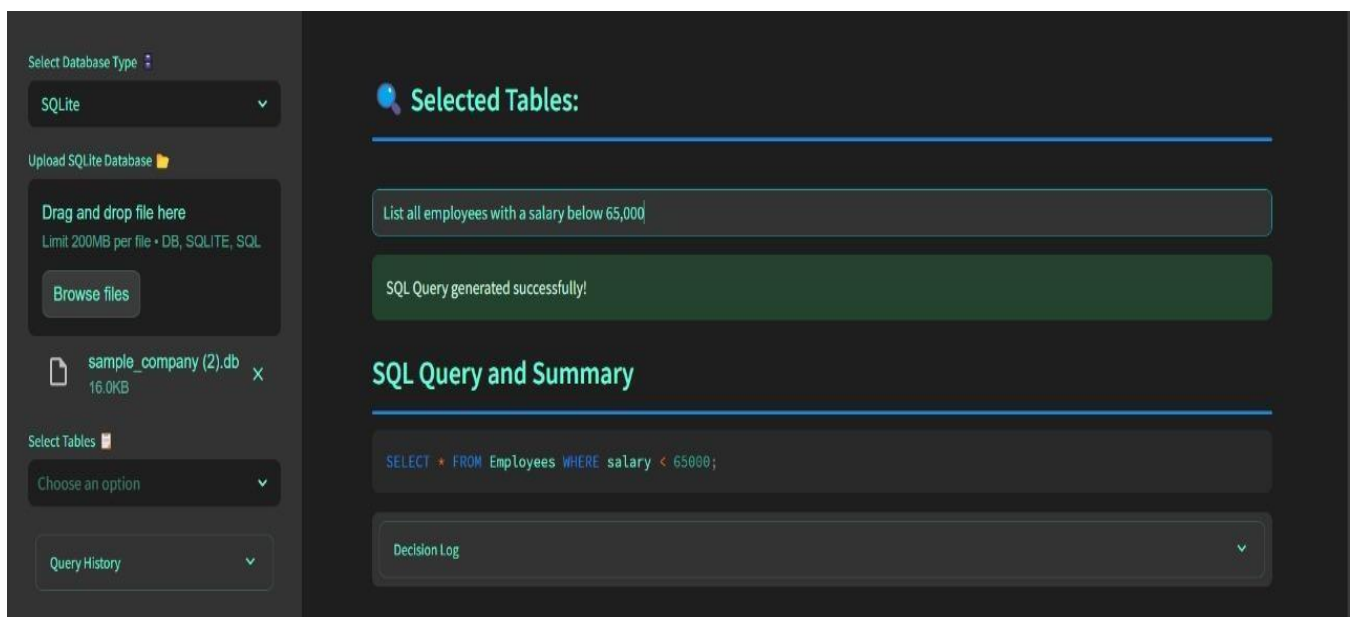 Select Database Type
SQLite
Upload SQLite Database
Drag and drop file here
Limit 200MB per file • DB, SQLITE, SQL
Browse files
sample_company (2).db
16.0KB
Select Tables
Choose an option
Query History
Selected Tables:
List all employees with a salary below 65,000
SQL Query generated successfully!
SQL Query and Summary
SELECT * FROM Employees WHERE salary < 65000;
Decision Log